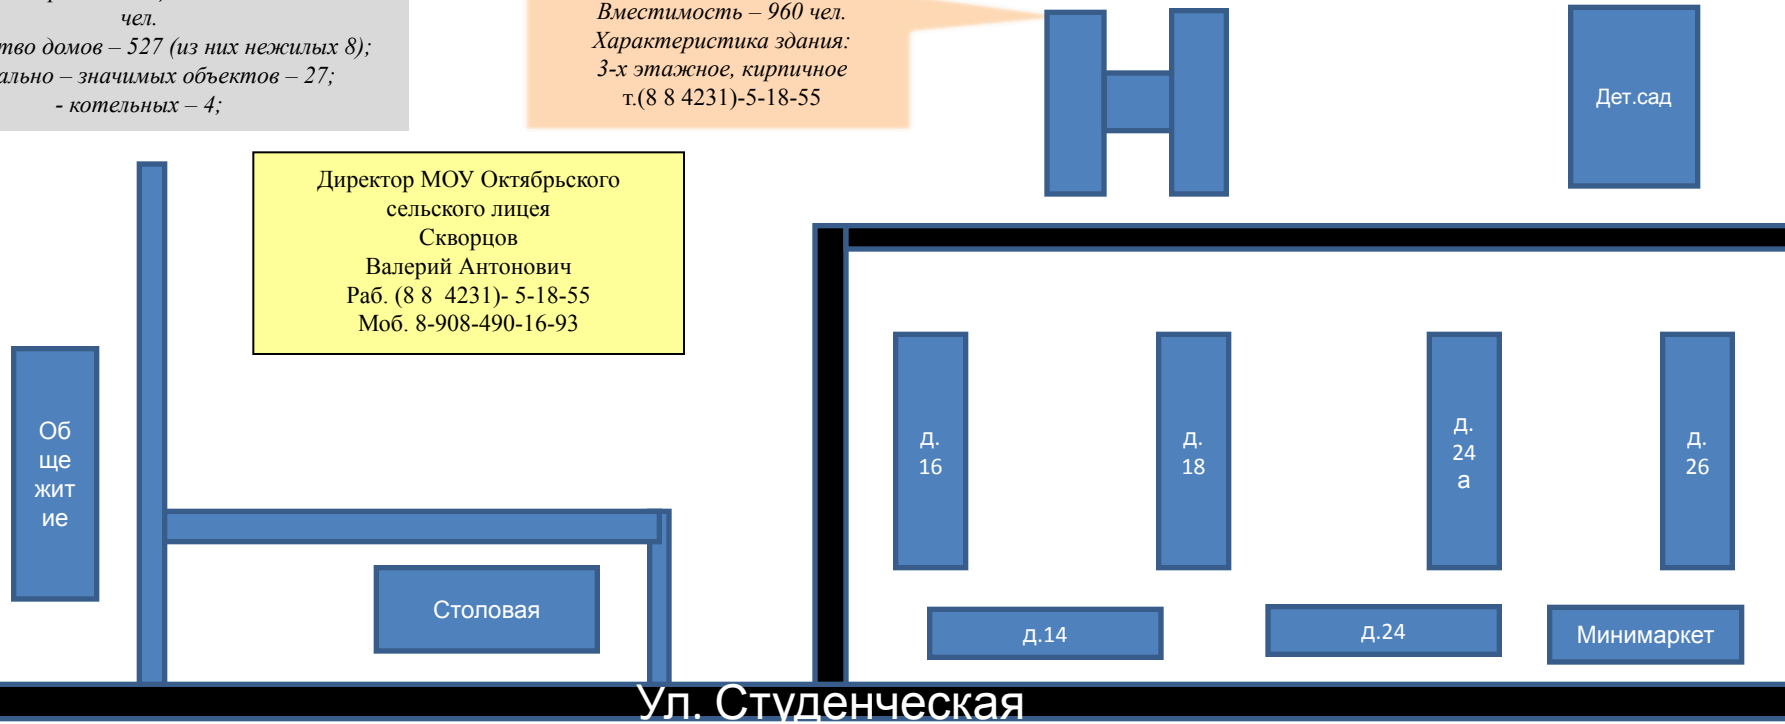 чел.
тво домов – 527 (из них нежилых 8);
ально – значимых объектов – 27;
- котельных – 4;
Вместимость – 960 чел.
Характеристика здания:
3-х этажное, кирпичное
т.(8 8 4231)-5-18-55
Дет.сад
Директор МОУ Октябрьского
сельского лицея
Скворцов
Валерий Антонович
Раб. (8 8  4231)- 5-18-55
Моб. 8-908-490-16-93
Об
ще
жит
ие
д.
16
д.
18
д.
24
а
д.
26
Столовая
д.14
д.24
Минимаркет
Ул. Студенческая